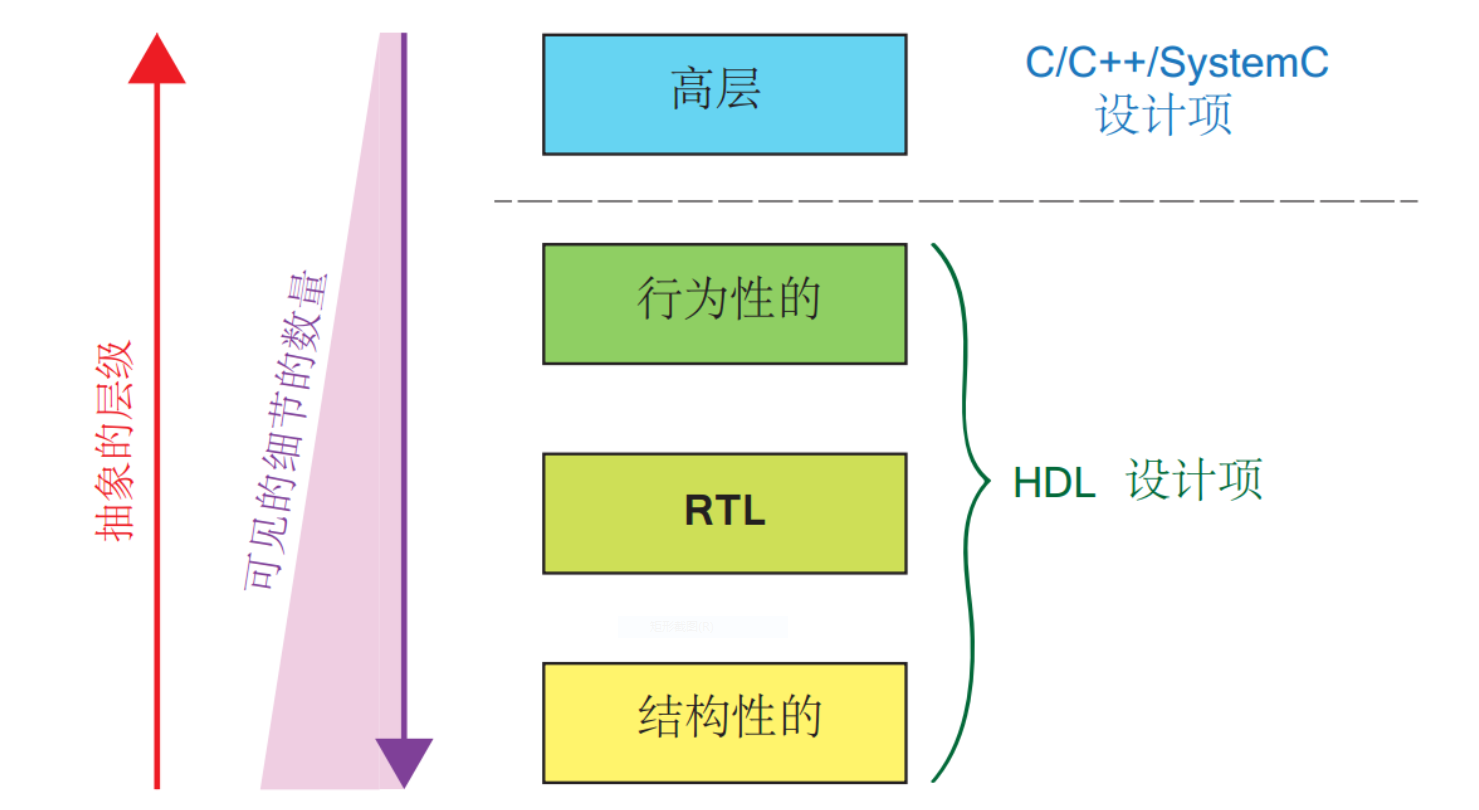 高层
C/C++/SystemC
设计项
行为性的
可见的细节的数量
抽象的层级
RTL
HDL 设计项
结构性的